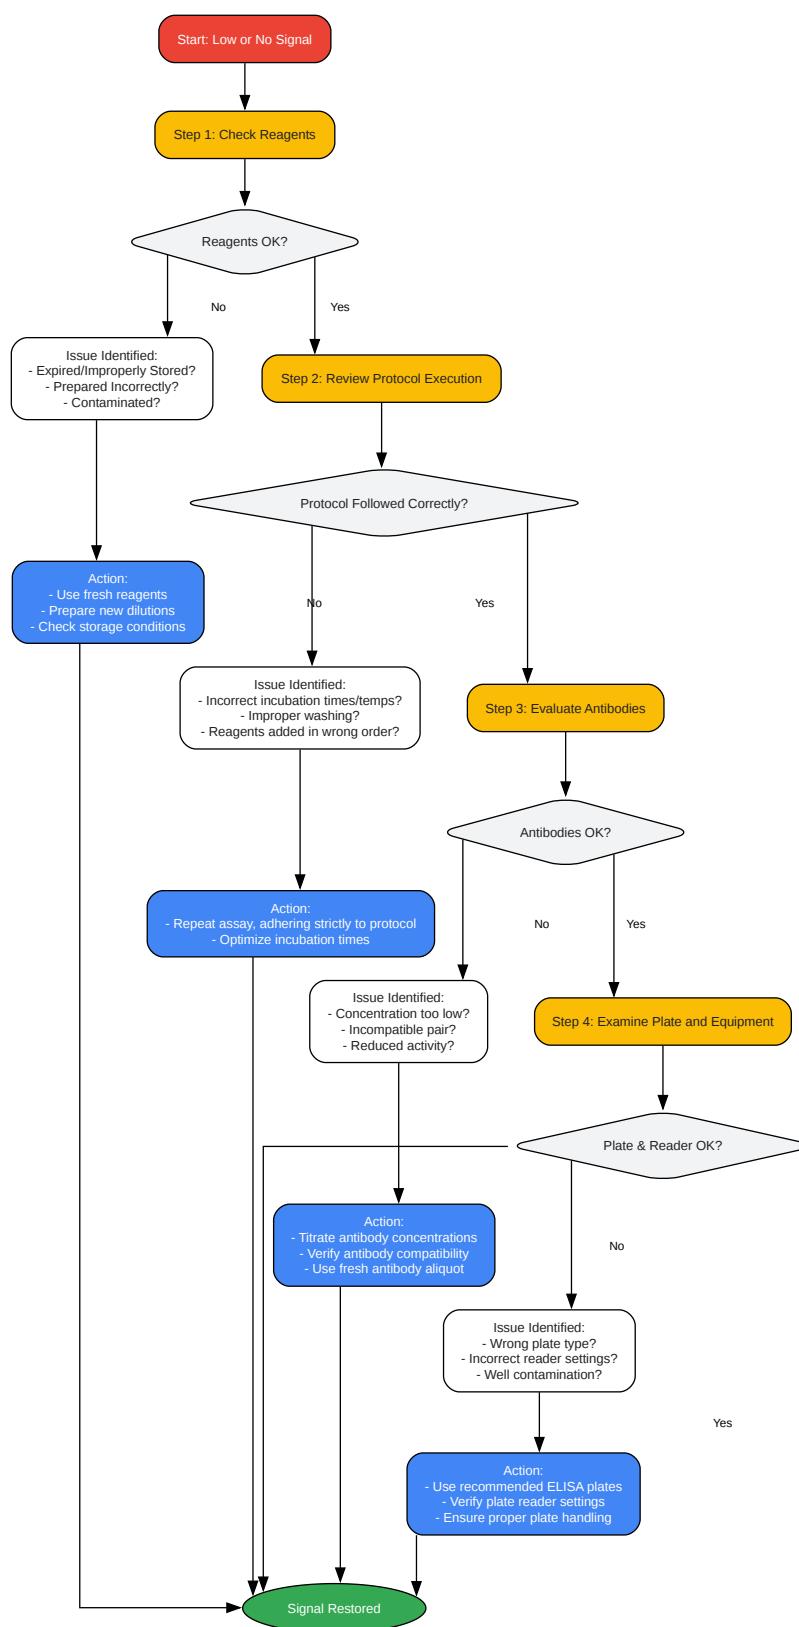 Start: Low or No Signal
Step 1: Check Reagents
Reagents OK?
No
Yes
Issue Identified:
- Expired/Improperly Stored?
- Prepared Incorrectly?
- Contaminated?
Step 2: Review Protocol Execution
Protocol Followed Correctly?
Action:
- Use fresh reagents
- Prepare new dilutions
- Check storage conditions
No
Yes
Issue Identified:
- Incorrect incubation times/temps?
- Improper washing?
- Reagents added in wrong order?
Step 3: Evaluate Antibodies
Antibodies OK?
Action:
- Repeat assay, adhering strictly to protocol
- Optimize incubation times
No
Yes
Issue Identified:
- Concentration too low?
- Incompatible pair?
- Reduced activity?
Step 4: Examine Plate and Equipment
Plate & Reader OK?
Action:
- Titrate antibody concentrations
- Verify antibody compatibility
- Use fresh antibody aliquot
No
Issue Identified:
- Wrong plate type?
- Incorrect reader settings?
- Well contamination?
Yes
Action:
- Use recommended ELISA plates
- Verify plate reader settings
- Ensure proper plate handling
Signal Restored